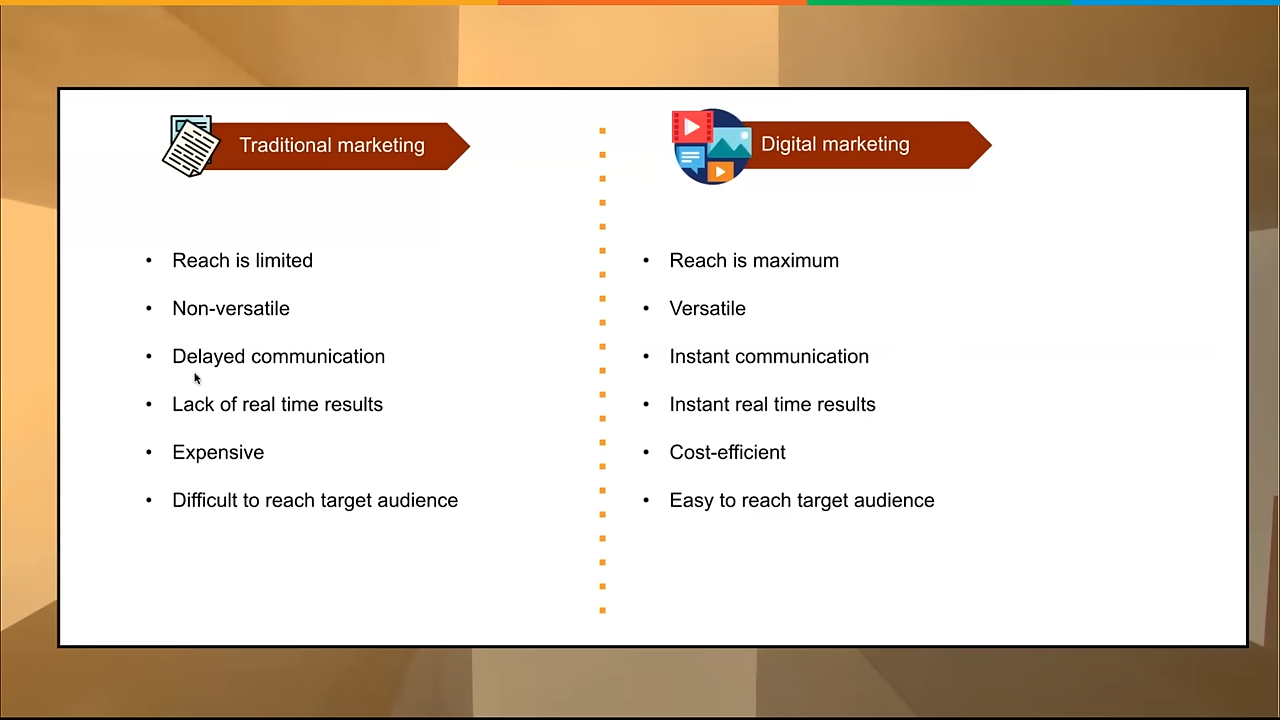 Traditional marketing
• Reach is limited
• Non-versatile
• Delayed communication
• Lack of real time results
• Expensive
• Difficult to reach target audience
Digital marketing
• Reach is maximum
• Versatile
• Instant communication
• Instant real time results
• Cost-efficient
• Easy to reach target audience